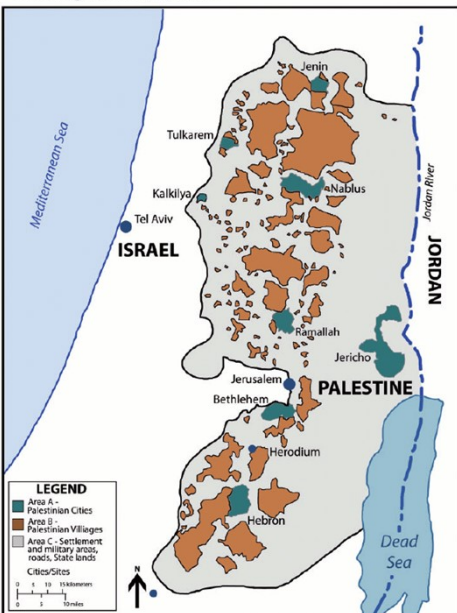 Jenin
Tulkarem
Nablus
Kalkilya
Mediterranean Sea
Tel Aviv
ISRAEL
Jordan River
JORDAN
Ramallah
Jericho
Jerusalem
PALESTINE
Bethlehem
Herodium
Hebron
Dead
Sea
LEGEND
Area A -
Palestinian Cities
Area B -
Palestinian Villages
Area C - Settlement
and military areas,
roads, State lands
Cities/Sites
0 5 10 15 kilometers
0 5 10 miles
N